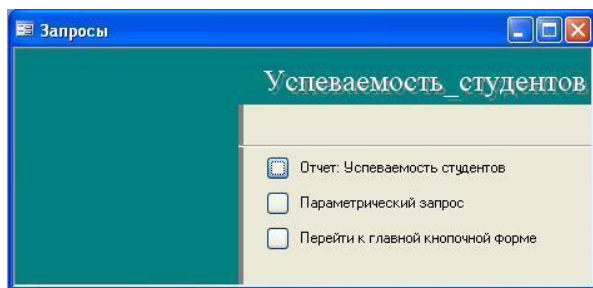 Запросы
Успеваемость_студентов
Отчет: Успеваемость студентов
Параметрический запрос
Перейти к главной кнопочной форме